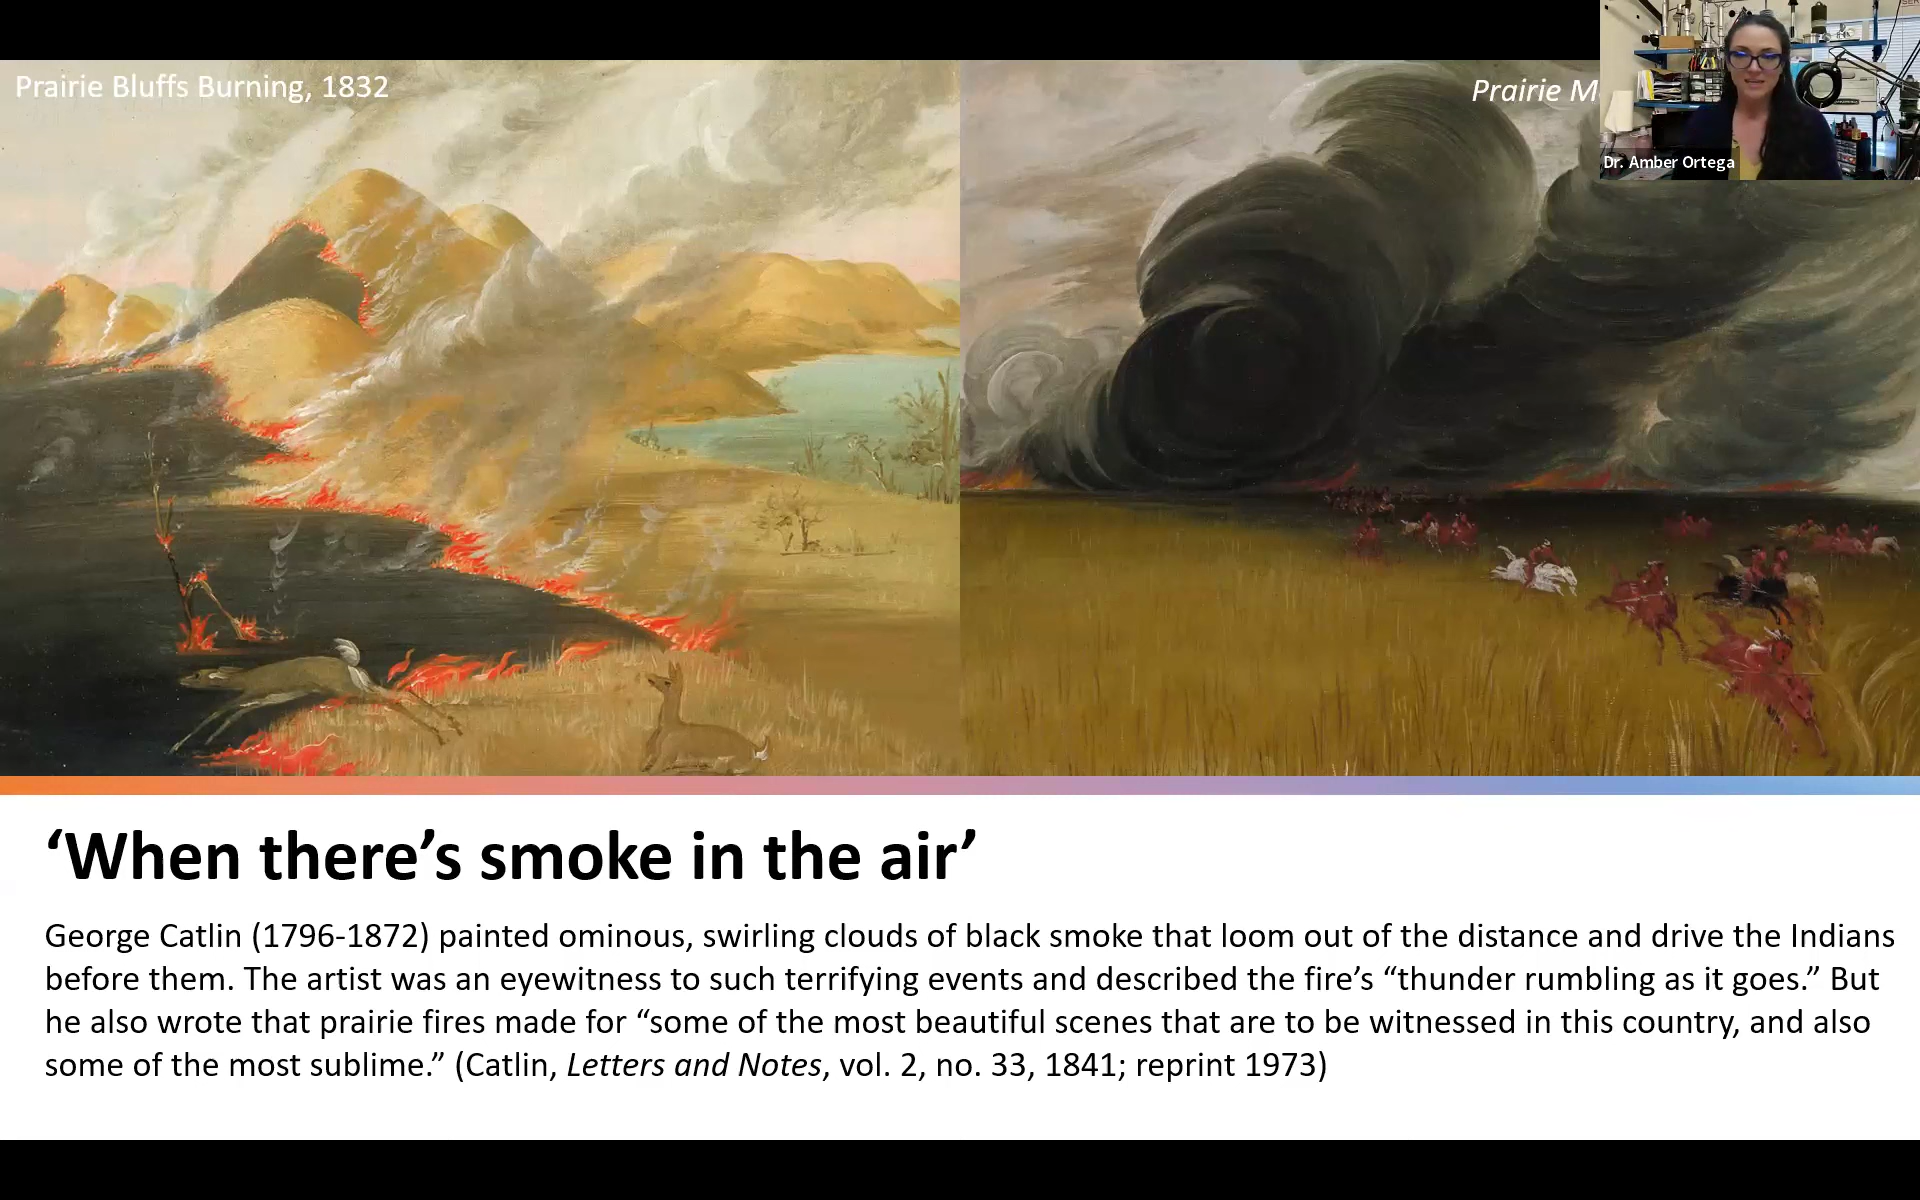 Prairie Bluffs Burning, 1832
Prairie
Dr. Amber Ortega
‘When there’s smoke in the air’
George Catlin (1796-1872) painted ominous, swirling clouds of black smoke that loom out of the distance and drive the Indians
before them. The artist was an eyewitness to such terrifying events and described the fire’s “thunder rumbling as it goes.” But
he also wrote that prairie fires made for “some of the most beautiful scenes that are to be witnessed in this country, and also
some of the most sublime.” (Catlin, Letters and Notes, vol. 2, no. 33, 1841; reprint 1973)